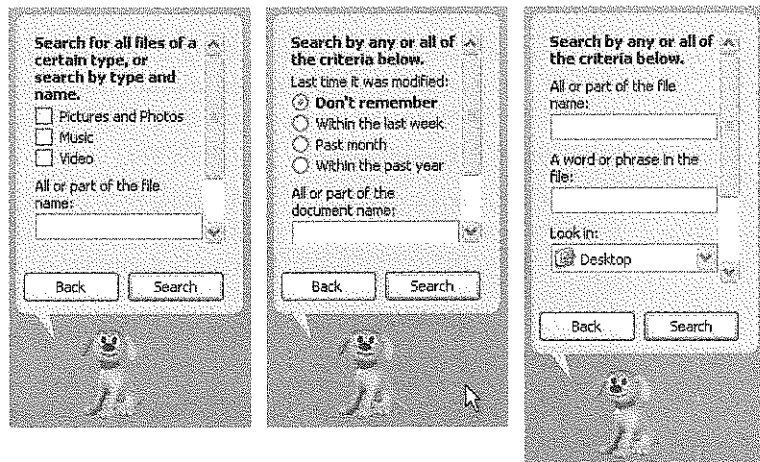 Search for all files of a
certain type, or
search by type and
name.
Pictures and Photos
Music
Video
All or part of the file
name:
Back
Search
Search by any or all of
the criteria below.
Last time it was modified:
Don't remember
Within the last week
Past month
Within the past year
All or part of the
document name:
Back
Search
Search by any or all of
the criteria below.
All or part of the file
name:
A word or phrase in the
file:
Look in:
Desktop
Back
Search